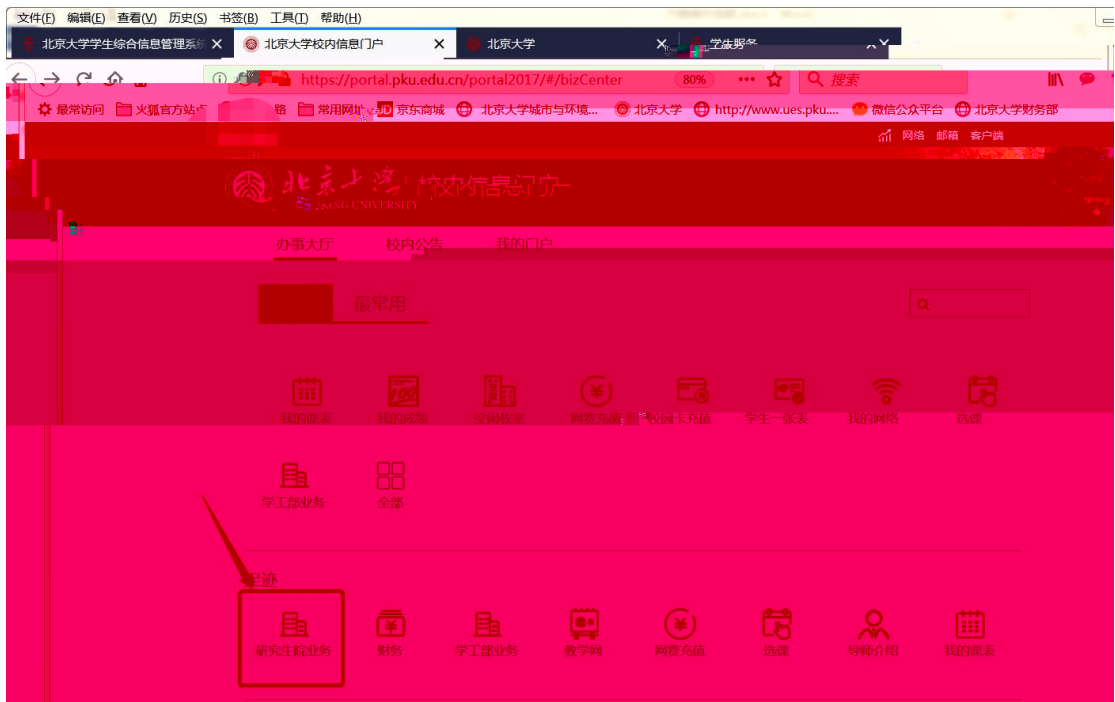 文件(F) 编辑(E) 查看(V) 历史(S) 书签(B) 工具(T) 帮助(H)
北京大学学生综合信息管理系统 北京大学校内信息门户 北京大学
https://portal.pku.edu.cn/portal2017/#/bizCenter 80% 搜索
最常访问 火狐官方站点 常用网址 京东商城 北京大学城市与环境... 北京大学 http://www.ues.pku.... 微信公众平台 北京大学财务部
网络 邮箱 客户端
北京大学 校内信息门户
办事大厅 校内公告 我的门户
最常用
我的课表 我的成绩 空闲教室 网费充值 校园卡充值 学生一张表 我的网络 选课
学工部业务 全部
足迹
研究生院业务 财务 学工部业务 教学网 网费充值 选课 导师介绍 我的课表